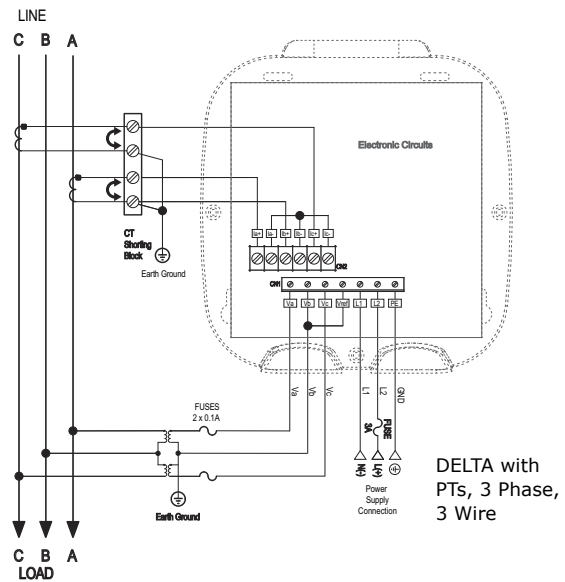 LINE
C B A
Electronic Circuits
CT
Shorting
Block
Earth Ground
Ia+ Ia- Ib+ Ib- Ic+ Ic-
CN2
CN1
Va Vb Vc Vref L1 L2 PE
Va Vb Vc L1 L2 GND
FUSES
2 x 0.1A
FUSE
3A
N(-) L(+)
Power
Supply
Connection
Earth Ground
DELTA with
PTs, 3 Phase,
3 Wire
C B A
LOAD